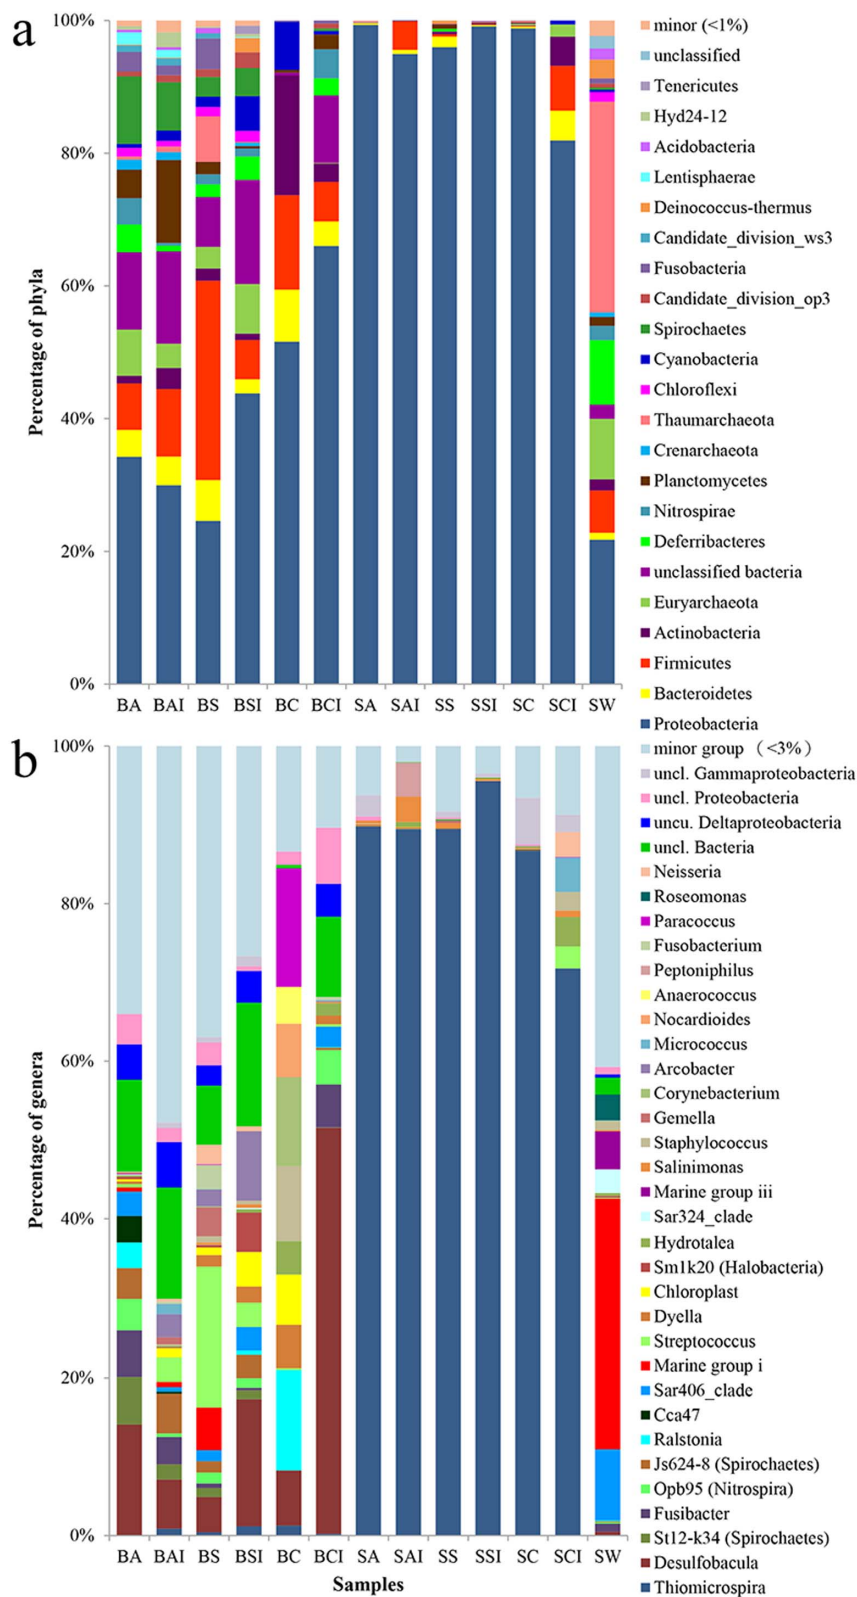 a
100%
80%
60%
40%
20%
0%
Percentage of phyla
BA BAI BS BSI BC BCI SA SAI SS SSI SC SCI SW
minor (<1%)
unclassified
Tenericutes
Hyd24-12
Acidobacteria
Lentisphaerae
Deinococcus-thermus
Candidate_division_ws3
Fusobacteria
Candidate_division_op3
Spirochaetes
Cyanobacteria
Chloroflexi
Thaumarchaeota
Crenarchaeota
Planctomycetes
Nitrospirae
Deferribacteres
unclassified bacteria
Euryarchaeota
Actinobacteria
Firmicutes
Bacteroidetes
Proteobacteria
b
100%
80%
60%
40%
20%
0%
Percentage of genera
BA BAI BS BSI BC BCI SA SAI SS SSI SC SCI SW
Samples
minor group （<3%）
uncl. Gammaproteobacteria
uncl. Proteobacteria
uncu. Deltaproteobacteria
uncl. Bacteria
Neisseria
Roseomonas
Paracoccus
Fusobacterium
Peptoniphilus
Anaerococcus
Nocardioides
Micrococcus
Arcobacter
Corynebacterium
Gemella
Staphylococcus
Salinimonas
Marine group iii
Sar324_clade
Hydrotalea
Sm1k20 (Halobacteria)
Chloroplast
Dyella
Streptococcus
Marine group i
Sar406_clade
Cca47
Ralstonia
Js624-8 (Spirochaetes)
Opb95 (Nitrospira)
Fusibacter
St12-k34 (Spirochaetes)
Desulfobacula
Thiomicrospira